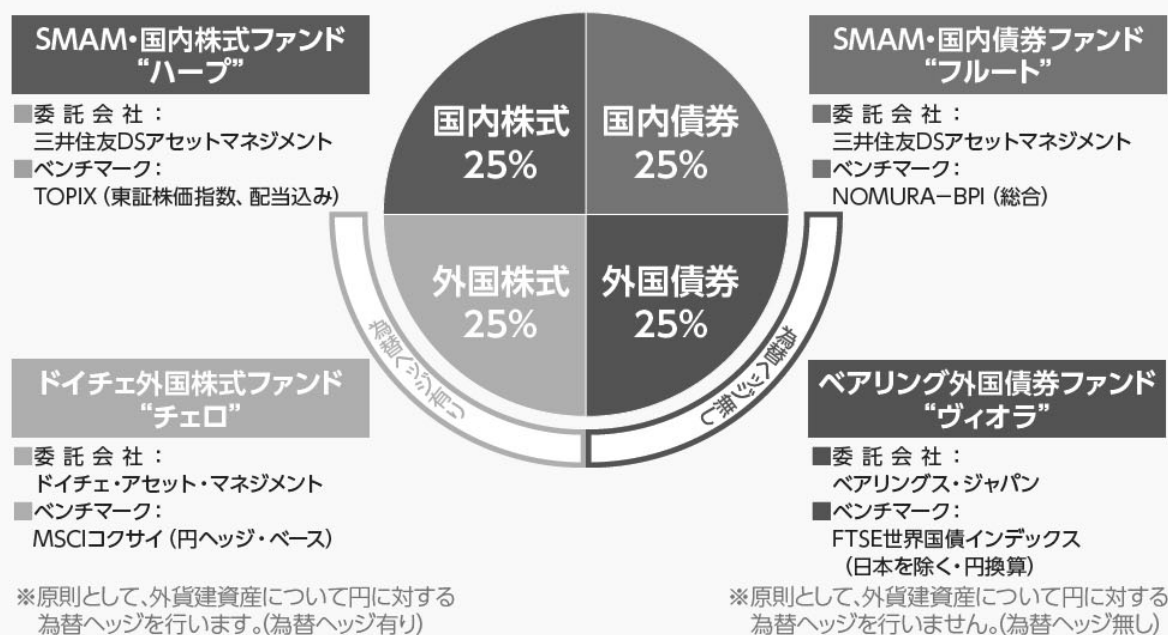 SMAM・国内株式ファンド
“ハープ”
■委託会社：
三井住友DSアセットマネジメント
■ベンチマーク：
TOPIX（東証株価指数、配当込み）
国内株式
25%
国内債券
25%
SMAM・国内債券ファンド
“フルート”
■委託会社：
三井住友DSアセットマネジメント
■ベンチマーク：
NOMURA－BPI（総合）
外国株式
25%
外国債券
25%
為替ヘッジ有り
為替ヘッジ無し
ドイチェ外国株式ファンド
“チェロ”
■委託会社：
ドイチェ・アセット・マネジメント
■ベンチマーク：
MSCIコクサイ（円ヘッジ・ベース）
※原則として、外貨建資産について円に対する
為替ヘッジを行います。(為替ヘッジ有り)
ベアリング外国債券ファンド
“ヴィオラ”
■委託会社：
ベアリングス・ジャパン
■ベンチマーク：
FTSE世界国債インデックス
（日本を除く・円換算）
※原則として、外貨建資産について円に対する
為替ヘッジを行いません。(為替ヘッジ無し)